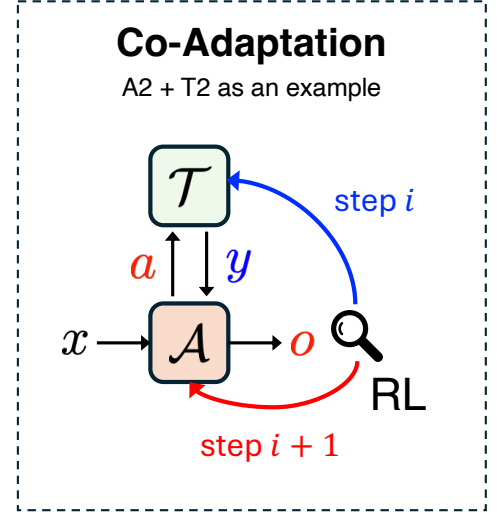 Co-Adaptation
A2 + T2 as an example
𝒯
step i
a
y
x
𝒜
o
RL
step i + 1